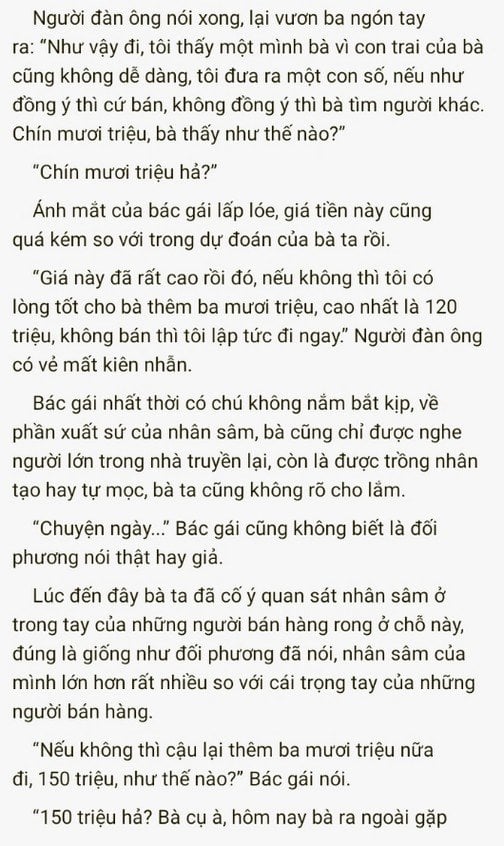 Người đàn ông nói xong, lại vươn ba ngón tay
ra: “Như vậy đi, tôi thấy một mình bà vì con trai của bà
cũng không dễ dàng, tôi đưa ra một con số, nếu như
đồng ý thì cứ bán, không đồng ý thì bà tìm người khác.
Chín mươi triệu, bà thấy như thế nào?”
“Chín mươi triệu hả?”
Ánh mắt của bác gái lấp lóe, giá tiền này cũng
quá kém so với trong dự đoán của bà ta rồi.
“Giá này đã rất cao rồi đó, nếu không thì tôi có
lòng tốt cho bà thêm ba mươi triệu, cao nhất là 120
triệu, không bán thì tôi lập tức đi ngay.” Người đàn ông
có vẻ mất kiên nhẫn.
Bác gái nhất thời có chú không nắm bắt kịp, về
phần xuất sứ của nhân sâm, bà cũng chỉ được nghe
người lớn trong nhà truyền lại, còn là được trồng nhân
tạo hay tự mọc, bà ta cũng không rõ cho lắm.
“Chuyện ngày...” Bác gái cũng không biết là đối
phương nói thật hay giả.
Lúc đến đây bà ta đã cố ý quan sát nhân sâm ở
trong tay của những người bán hàng rong ở chỗ này,
đúng là giống như đối phương đã nói, nhân sâm của
mình lớn hơn rất nhiều so với cái trọng tay của những
người bán hàng.
“Nếu không thì cậu lại thêm ba mươi triệu nữa
đi, 150 triệu, như thế nào?” Bác gái nói.
“150 triệu hả? Bà cụ à, hôm nay bà ra ngoài gặp